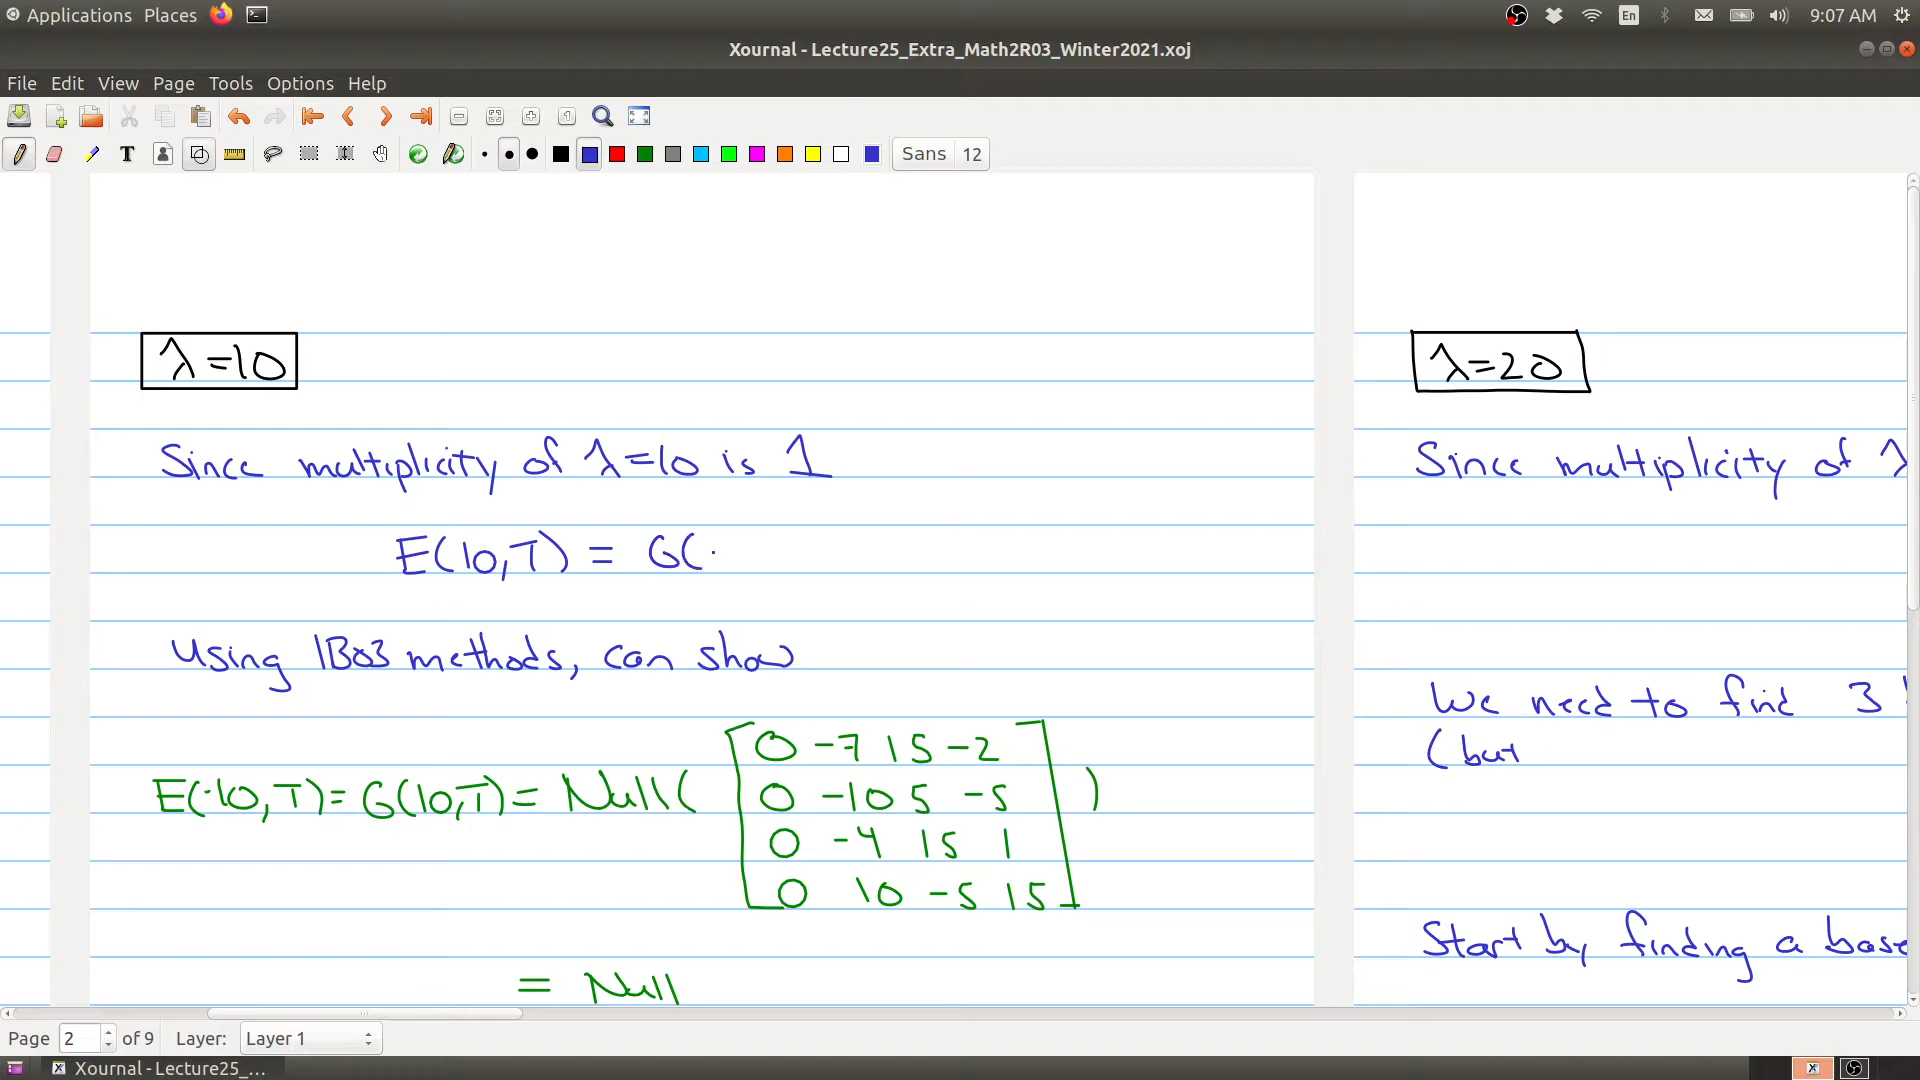 Applications Places En 9:07 AM
Xournal - Lecture25_Extra_Math2R03_Winter2021.xoj
File Edit View Page Tools Options Help
T Sans 12
λ=10
Since multiplicity of λ=10 is 1
E(10,T) = G(
Using 1B03 methods, can show
E(-10,T)= G(10,T)= Null( [ 0 -7 15 -2
0 -10 5 -5
0 -4 15 1
0 10 -5 15 ] )
= Null
λ=20
Since multiplicity of λ
We need to find 3
(but
Start by finding a base
Page 2 of 9 Layer: Layer 1
Xournal - Lecture25_...